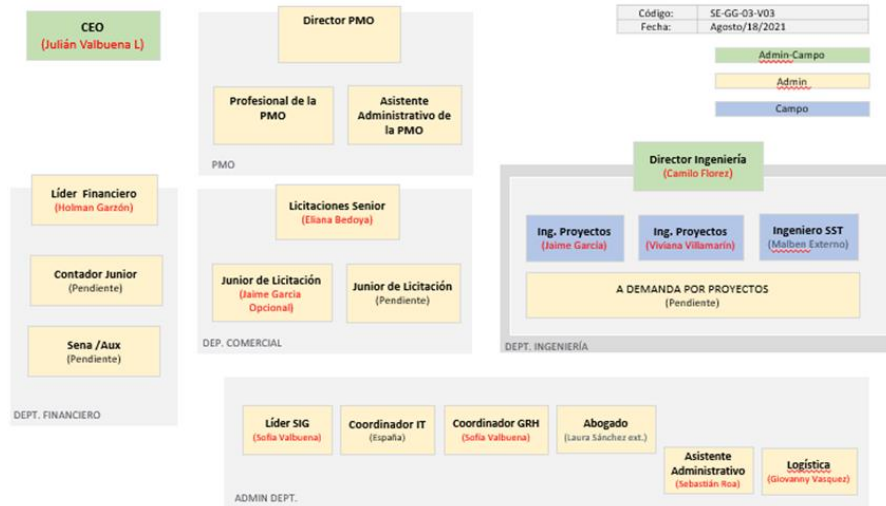 CEO
(Julián Valbuena L)
Director PMO
Código: SE-GG-03-V03
Fecha: Agosto/18/2021
Admin-Campo
Admin
Campo
Profesional de la
PMO
Asistente
Administrativo de
la PMO
PMO
Líder Financiero
(Holman Garzón)
Contador Junior
(Pendiente)
Sena /Aux
(Pendiente)
DEPT. FINANCIERO
Licitaciones Senior
(Eliana Bedoya)
Junior de Licitación
(Jaime Garcia
Opcional)
Junior de Licitación
(Pendiente)
DEP. COMERCIAL
Director Ingeniería
(Camilo Florez)
Ing. Proyectos
(Jaime García)
Ing. Proyectos
(Viviana Villamarin)
Ingeniero SST
(Malben Externo)
A DEMANDA POR PROYECTOS
(Pendiente)
DEPT. INGENIERÍA
Líder SIG
(Sofía Valbuena)
Coordinador IT
(España)
Coordinador GRH
(Sofía Valbuena)
Abogado
(Laura Sánchez ext.)
Asistente
Administrativo
(Sebastián Roa)
Logística
(Giovanny Vasquez)
ADMIN DEPT.